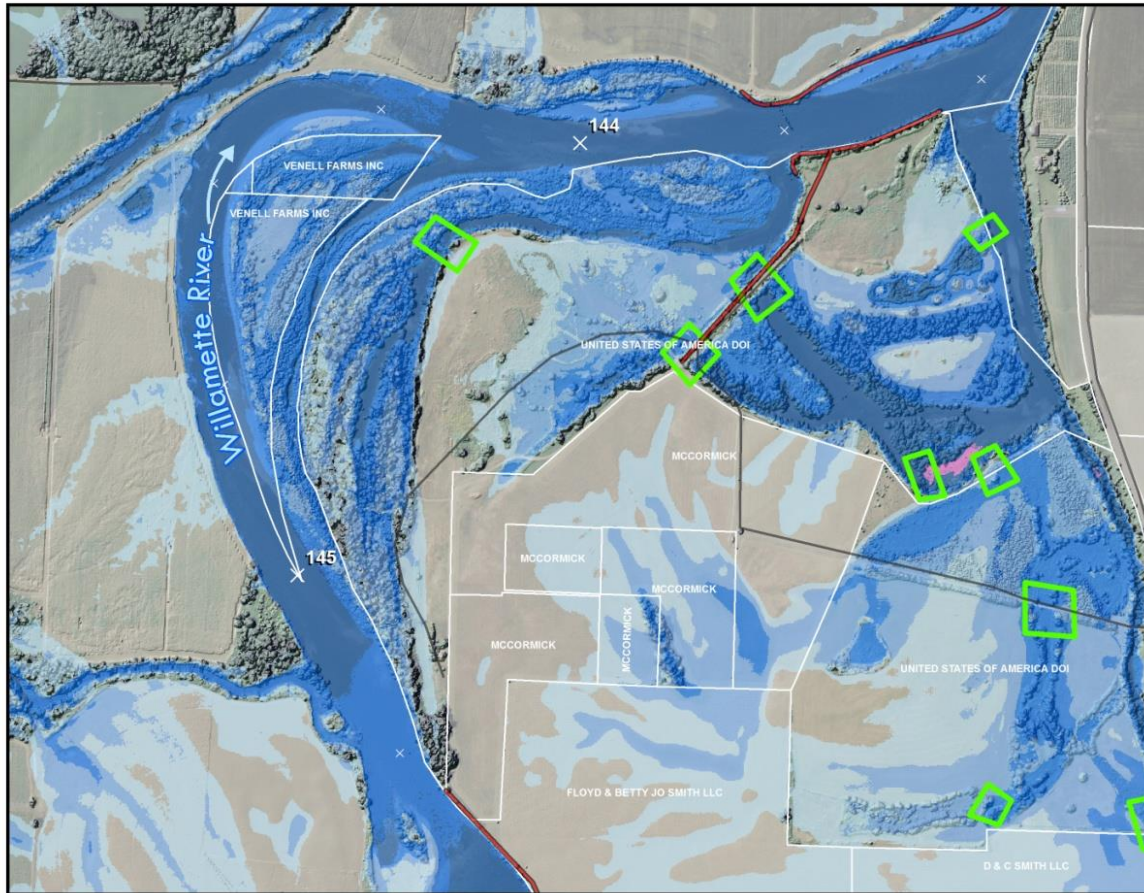 144
VENELL FARMS INC
VENELL FARMS INC
Willamette River
UNITED STATES OF AMERICA DOI
MCCORMICK
145
MCCORMICK
MCCORMICK
MCCORMICK
MCCORMICK
UNITED STATES OF AMERICA DOI
FLOYD & BETTY JO SMITH LLC
D & C SMITH LLC